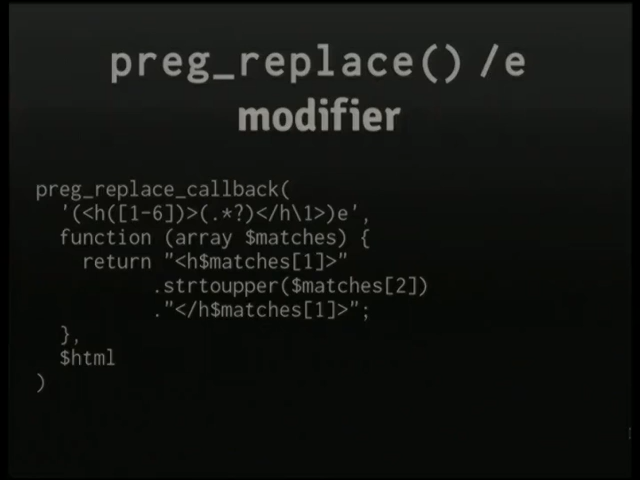 preg_replace() /e
modifier
preg_replace_callback(
'(<h([1-6])>(.*?)</h\1>)e',
function (array $matches) {
return "<h$matches[1]>"
.strtoupper($matches[2])
."</h$matches[1]>";
},
$html
)